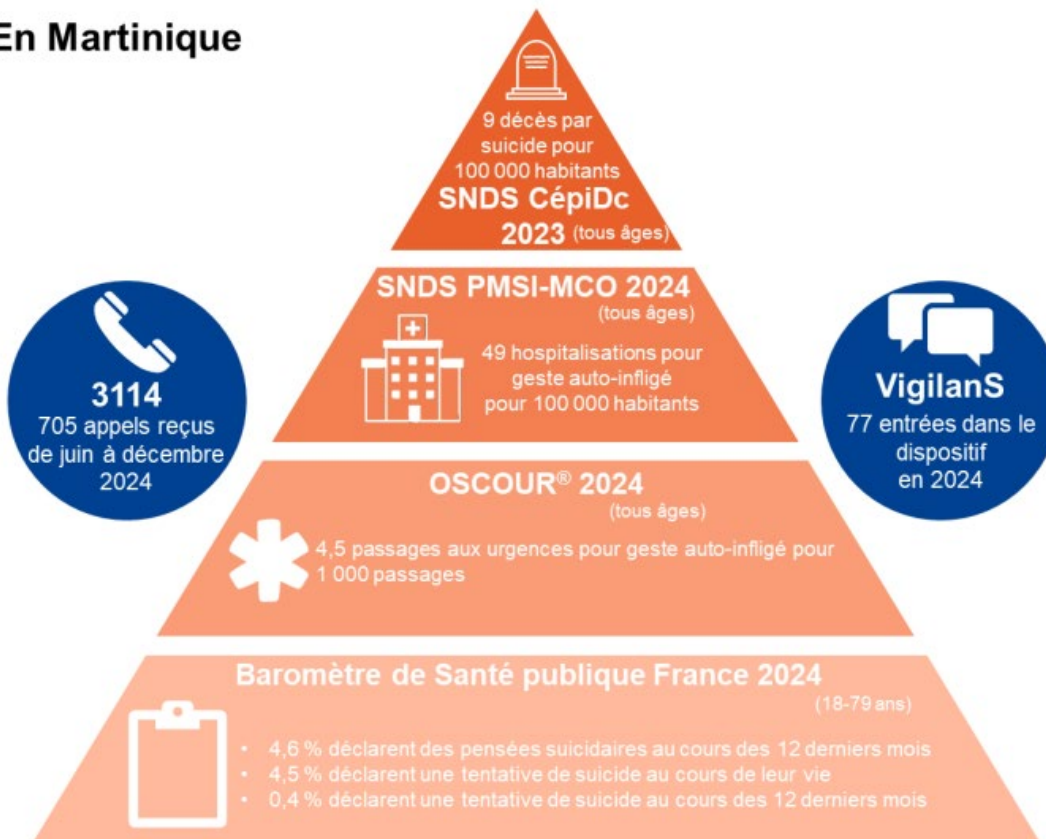 En Martinique
9 décès par
suicide pour
100 000 habitants
SNDS CépiDc
2023 (tous âges)
SNDS PMSI-MCO 2024
(tous âges)
49 hospitalisations pour
geste auto-infligé
pour 100 000 habitants
3114
705 appels reçus
de juin à décembre
2024
VigilanS
77 entrées dans le
dispositif
en 2024
OSCOUR® 2024
(tous âges)
4,5 passages aux urgences pour geste auto-infligé pour
1 000 passages
Baromètre de Santé publique France 2024
(18-79 ans)
• 4,6 % déclarent des pensées suicidaires au cours des 12 derniers mois
• 4,5 % déclarent une tentative de suicide au cours de leur vie
• 0,4 % déclarent une tentative de suicide au cours des 12 derniers mois